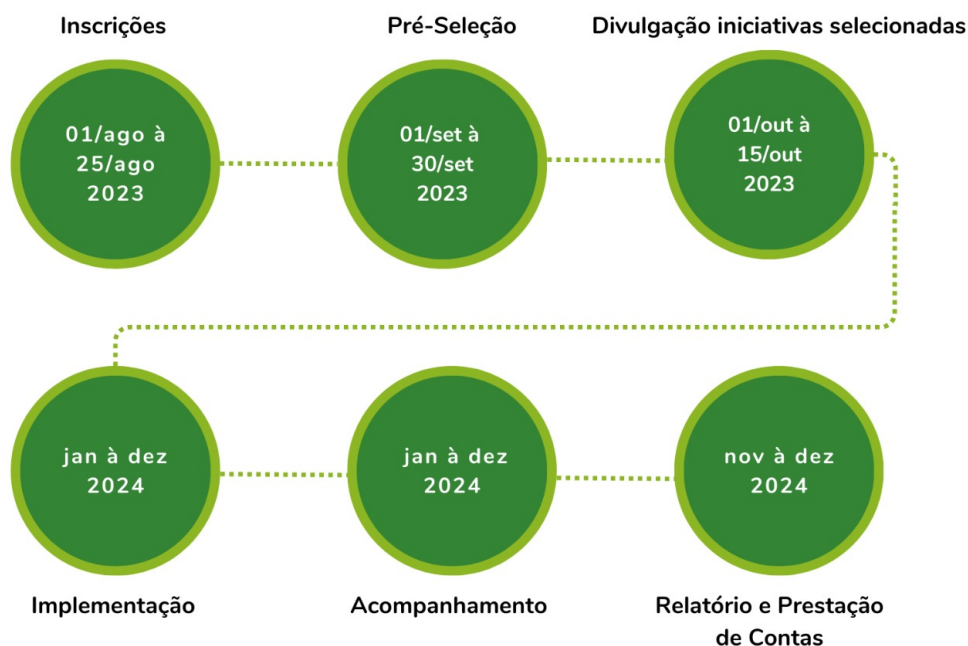 Inscrições
01/ago à
25/ago
2023
Pré-Seleção
01/set à
30/set
2023
Divulgação iniciativas selecionadas
01/out à
15/out
2023
jan à dez
2024
Implementação
jan à dez
2024
Acompanhamento
nov à dez
2024
Relatório e Prestação
de Contas